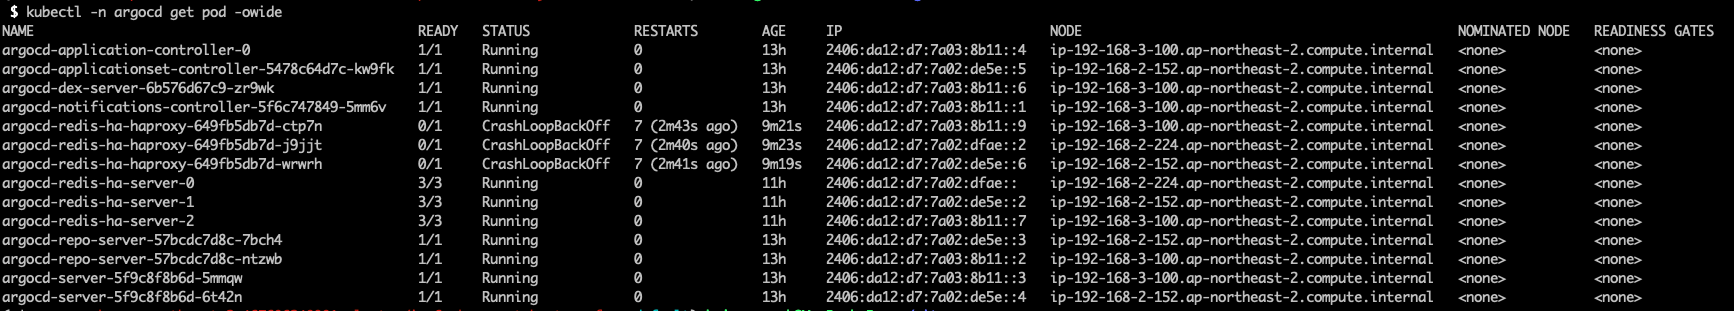 $ kubectl -n argocd get pod -owide
NAME READY STATUS RESTARTS AGE IP NODE NOMINATED NODE READINESS GATES
argocd-application-controller-0 1/1 Running 0 13h 2406:da12:d7:7a03:8b11::4 ip-192-168-3-100.ap-northeast-2.compute.internal <none> <none>
argocd-applicationset-controller-5478c64d7c-kw9fk 1/1 Running 0 13h 2406:da12:d7:7a02:de5e::5 ip-192-168-2-152.ap-northeast-2.compute.internal <none> <none>
argocd-dex-server-6b576d67c9-zr9wk 1/1 Running 0 13h 2406:da12:d7:7a03:8b11::6 ip-192-168-3-100.ap-northeast-2.compute.internal <none> <none>
argocd-notifications-controller-5f6c747849-5mm6v 1/1 Running 0 13h 2406:da12:d7:7a03:8b11::1 ip-192-168-3-100.ap-northeast-2.compute.internal <none> <none>
argocd-redis-ha-haproxy-649fb5db7d-ctp7n 0/1 CrashLoopBackOff 7 (2m43s ago) 9m21s 2406:da12:d7:7a03:8b11::9 ip-192-168-3-100.ap-northeast-2.compute.internal <none> <none>
argocd-redis-ha-haproxy-649fb5db7d-j9jjt 0/1 CrashLoopBackOff 7 (2m40s ago) 9m23s 2406:da12:d7:7a02:dfae::2 ip-192-168-2-224.ap-northeast-2.compute.internal <none> <none>
argocd-redis-ha-haproxy-649fb5db7d-wrwrh 0/1 CrashLoopBackOff 7 (2m41s ago) 9m19s 2406:da12:d7:7a02:de5e::6 ip-192-168-2-152.ap-northeast-2.compute.internal <none> <none>
argocd-redis-ha-server-0 3/3 Running 0 11h 2406:da12:d7:7a02:dfae:: ip-192-168-2-224.ap-northeast-2.compute.internal <none> <none>
argocd-redis-ha-server-1 3/3 Running 0 11h 2406:da12:d7:7a02:de5e::2 ip-192-168-2-152.ap-northeast-2.compute.internal <none> <none>
argocd-redis-ha-server-2 3/3 Running 0 11h 2406:da12:d7:7a03:8b11::7 ip-192-168-3-100.ap-northeast-2.compute.internal <none> <none>
argocd-repo-server-57bcdc7d8c-7bch4 1/1 Running 0 13h 2406:da12:d7:7a02:de5e::3 ip-192-168-2-152.ap-northeast-2.compute.internal <none> <none>
argocd-repo-server-57bcdc7d8c-ntzwb 1/1 Running 0 13h 2406:da12:d7:7a03:8b11::2 ip-192-168-3-100.ap-northeast-2.compute.internal <none> <none>
argocd-server-5f9c8f8b6d-5mmqw 1/1 Running 0 13h 2406:da12:d7:7a03:8b11::3 ip-192-168-3-100.ap-northeast-2.compute.internal <none> <none>
argocd-server-5f9c8f8b6d-6t42n 1/1 Running 0 13h 2406:da12:d7:7a02:de5e::4 ip-192-168-2-152.ap-northeast-2.compute.internal <none> <none>